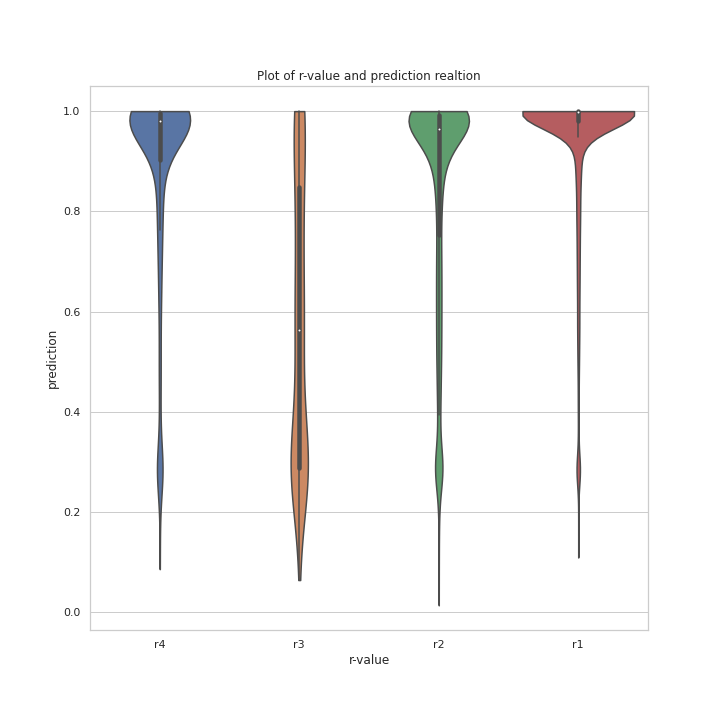 Plot of r-value and prediction realtion
1.0
0.8
0.6
0.4
0.2
0.0
prediction
r4 r3 r2 r1
r-value